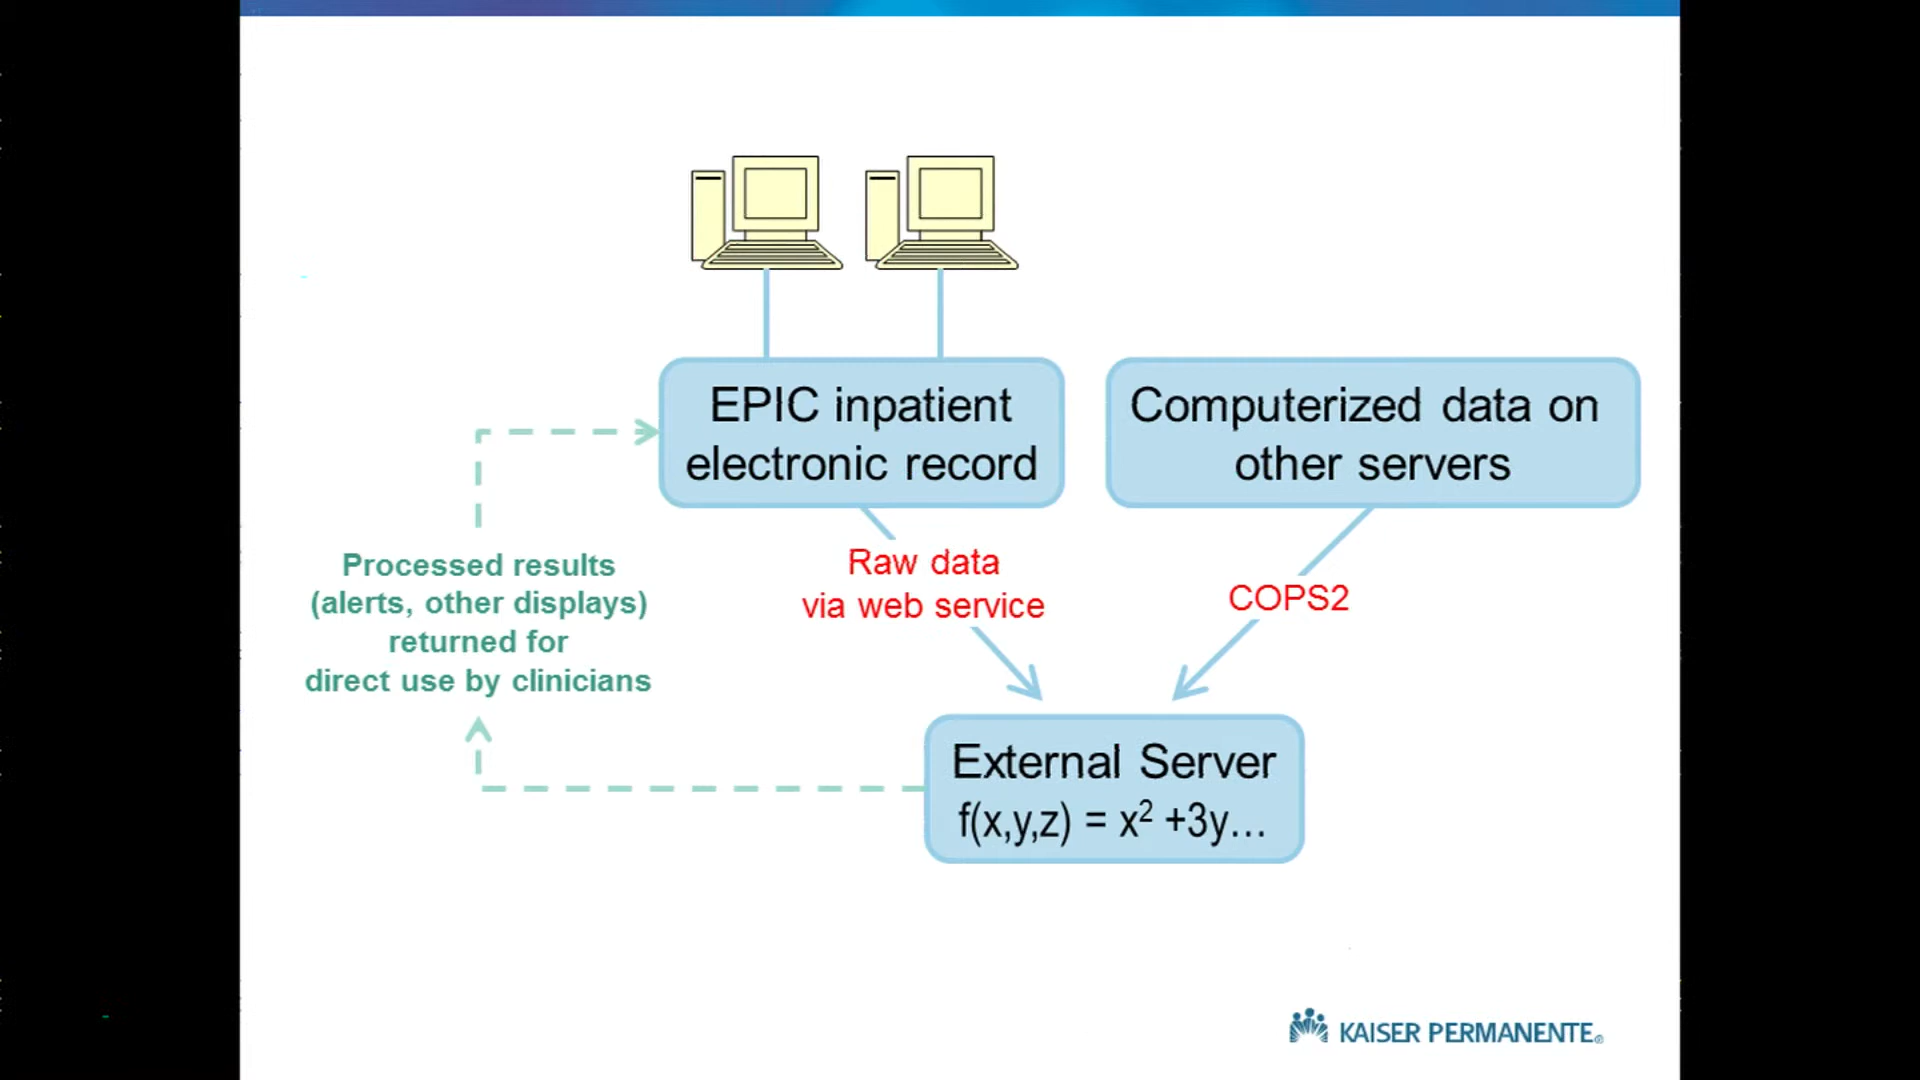 EPIC inpatient
electronic record
Computerized data on
other servers
Processed results
(alerts, other displays)
returned for
direct use by clinicians
Raw data
via web service
COPS2
External Server
f(x,y,z) = x² +3y…
KAISER PERMANENTE®